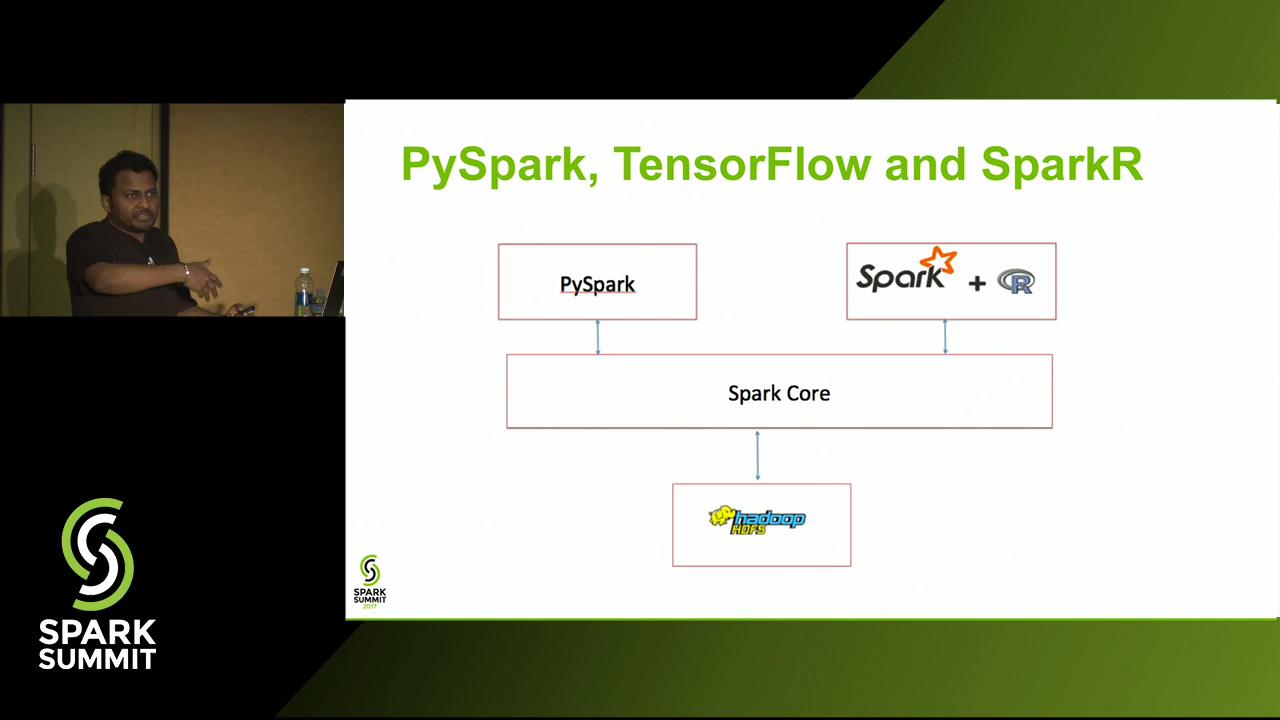 PySpark, TensorFlow and SparkR
PySpark
Spark + R
Spark Core
hadoop
HDFS
SPARK
SUMMIT
2017
SPARK
SUMMIT